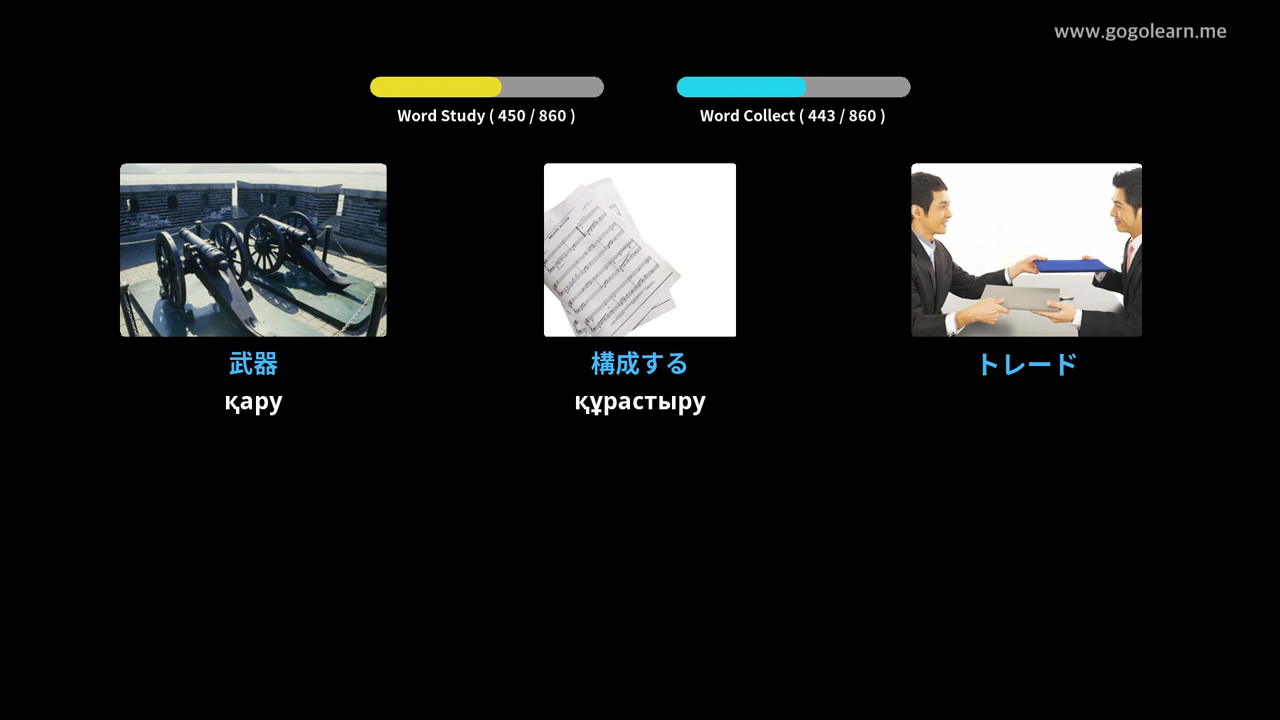 www.gogolearn.me
Word Study ( 450 / 860 )
Word Collect ( 443 / 860 )
武器
қару
構成する
құрастыру
トレード